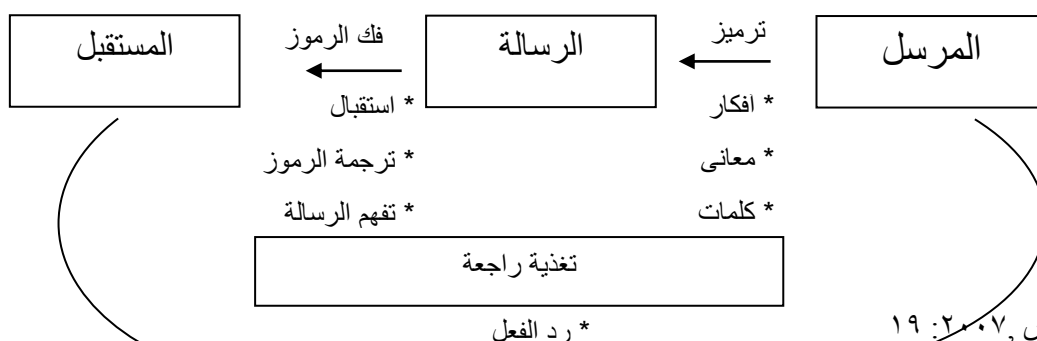 المرسل
ترميز
الرسالة
فك الرموز
المستقبل
* أفكار
* معانى
* كلمات
* استقبال
* ترجمة الرموز
* تفهم الرسالة
تغذية راجعة
* رد الفعل
,٢٠٠٧: ١٩